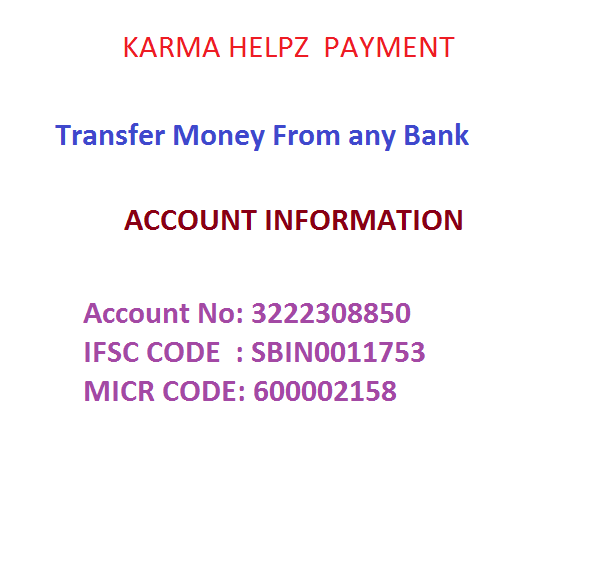 KARMA HELPZ  PAYMENT
Transfer Money From any Bank
ACCOUNT INFORMATION
Account No: 3222308850
IFSC CODE  : SBIN0011753
MICR CODE: 600002158